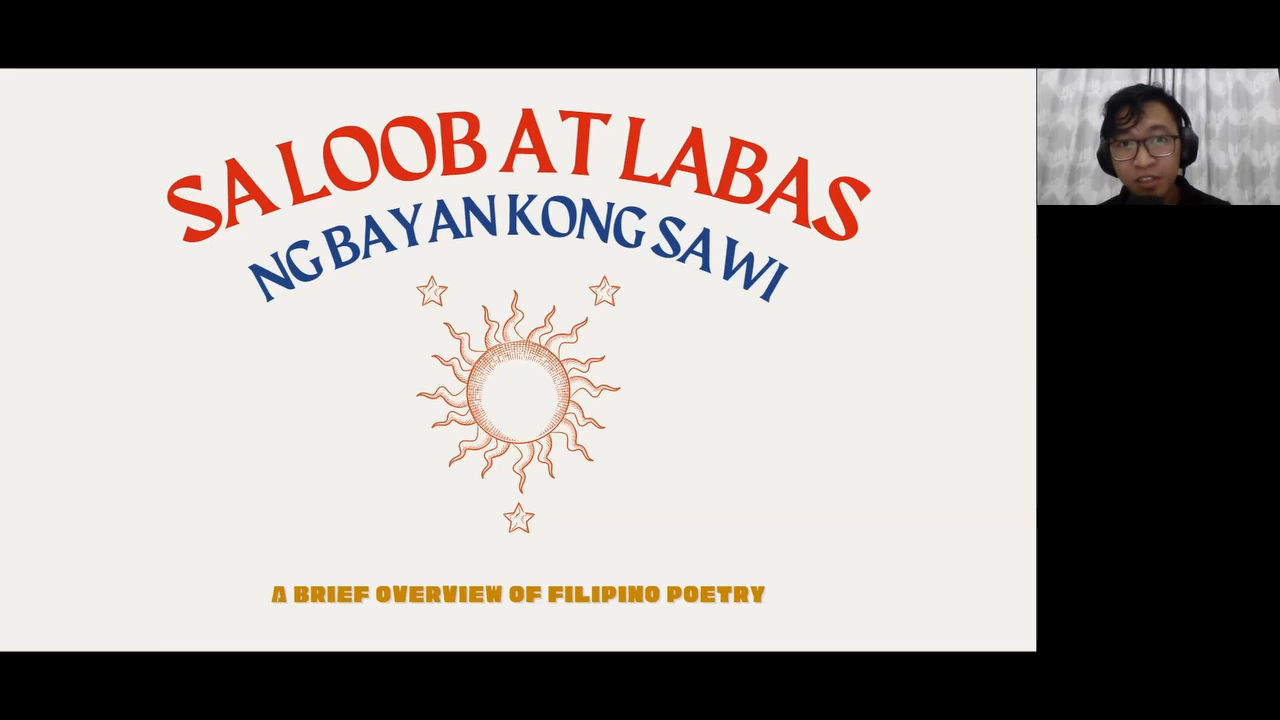 SA LOOB AT LABAS
NG BAYAN KONG SAWI
A BRIEF OVERVIEW OF FILIPINO POETRY